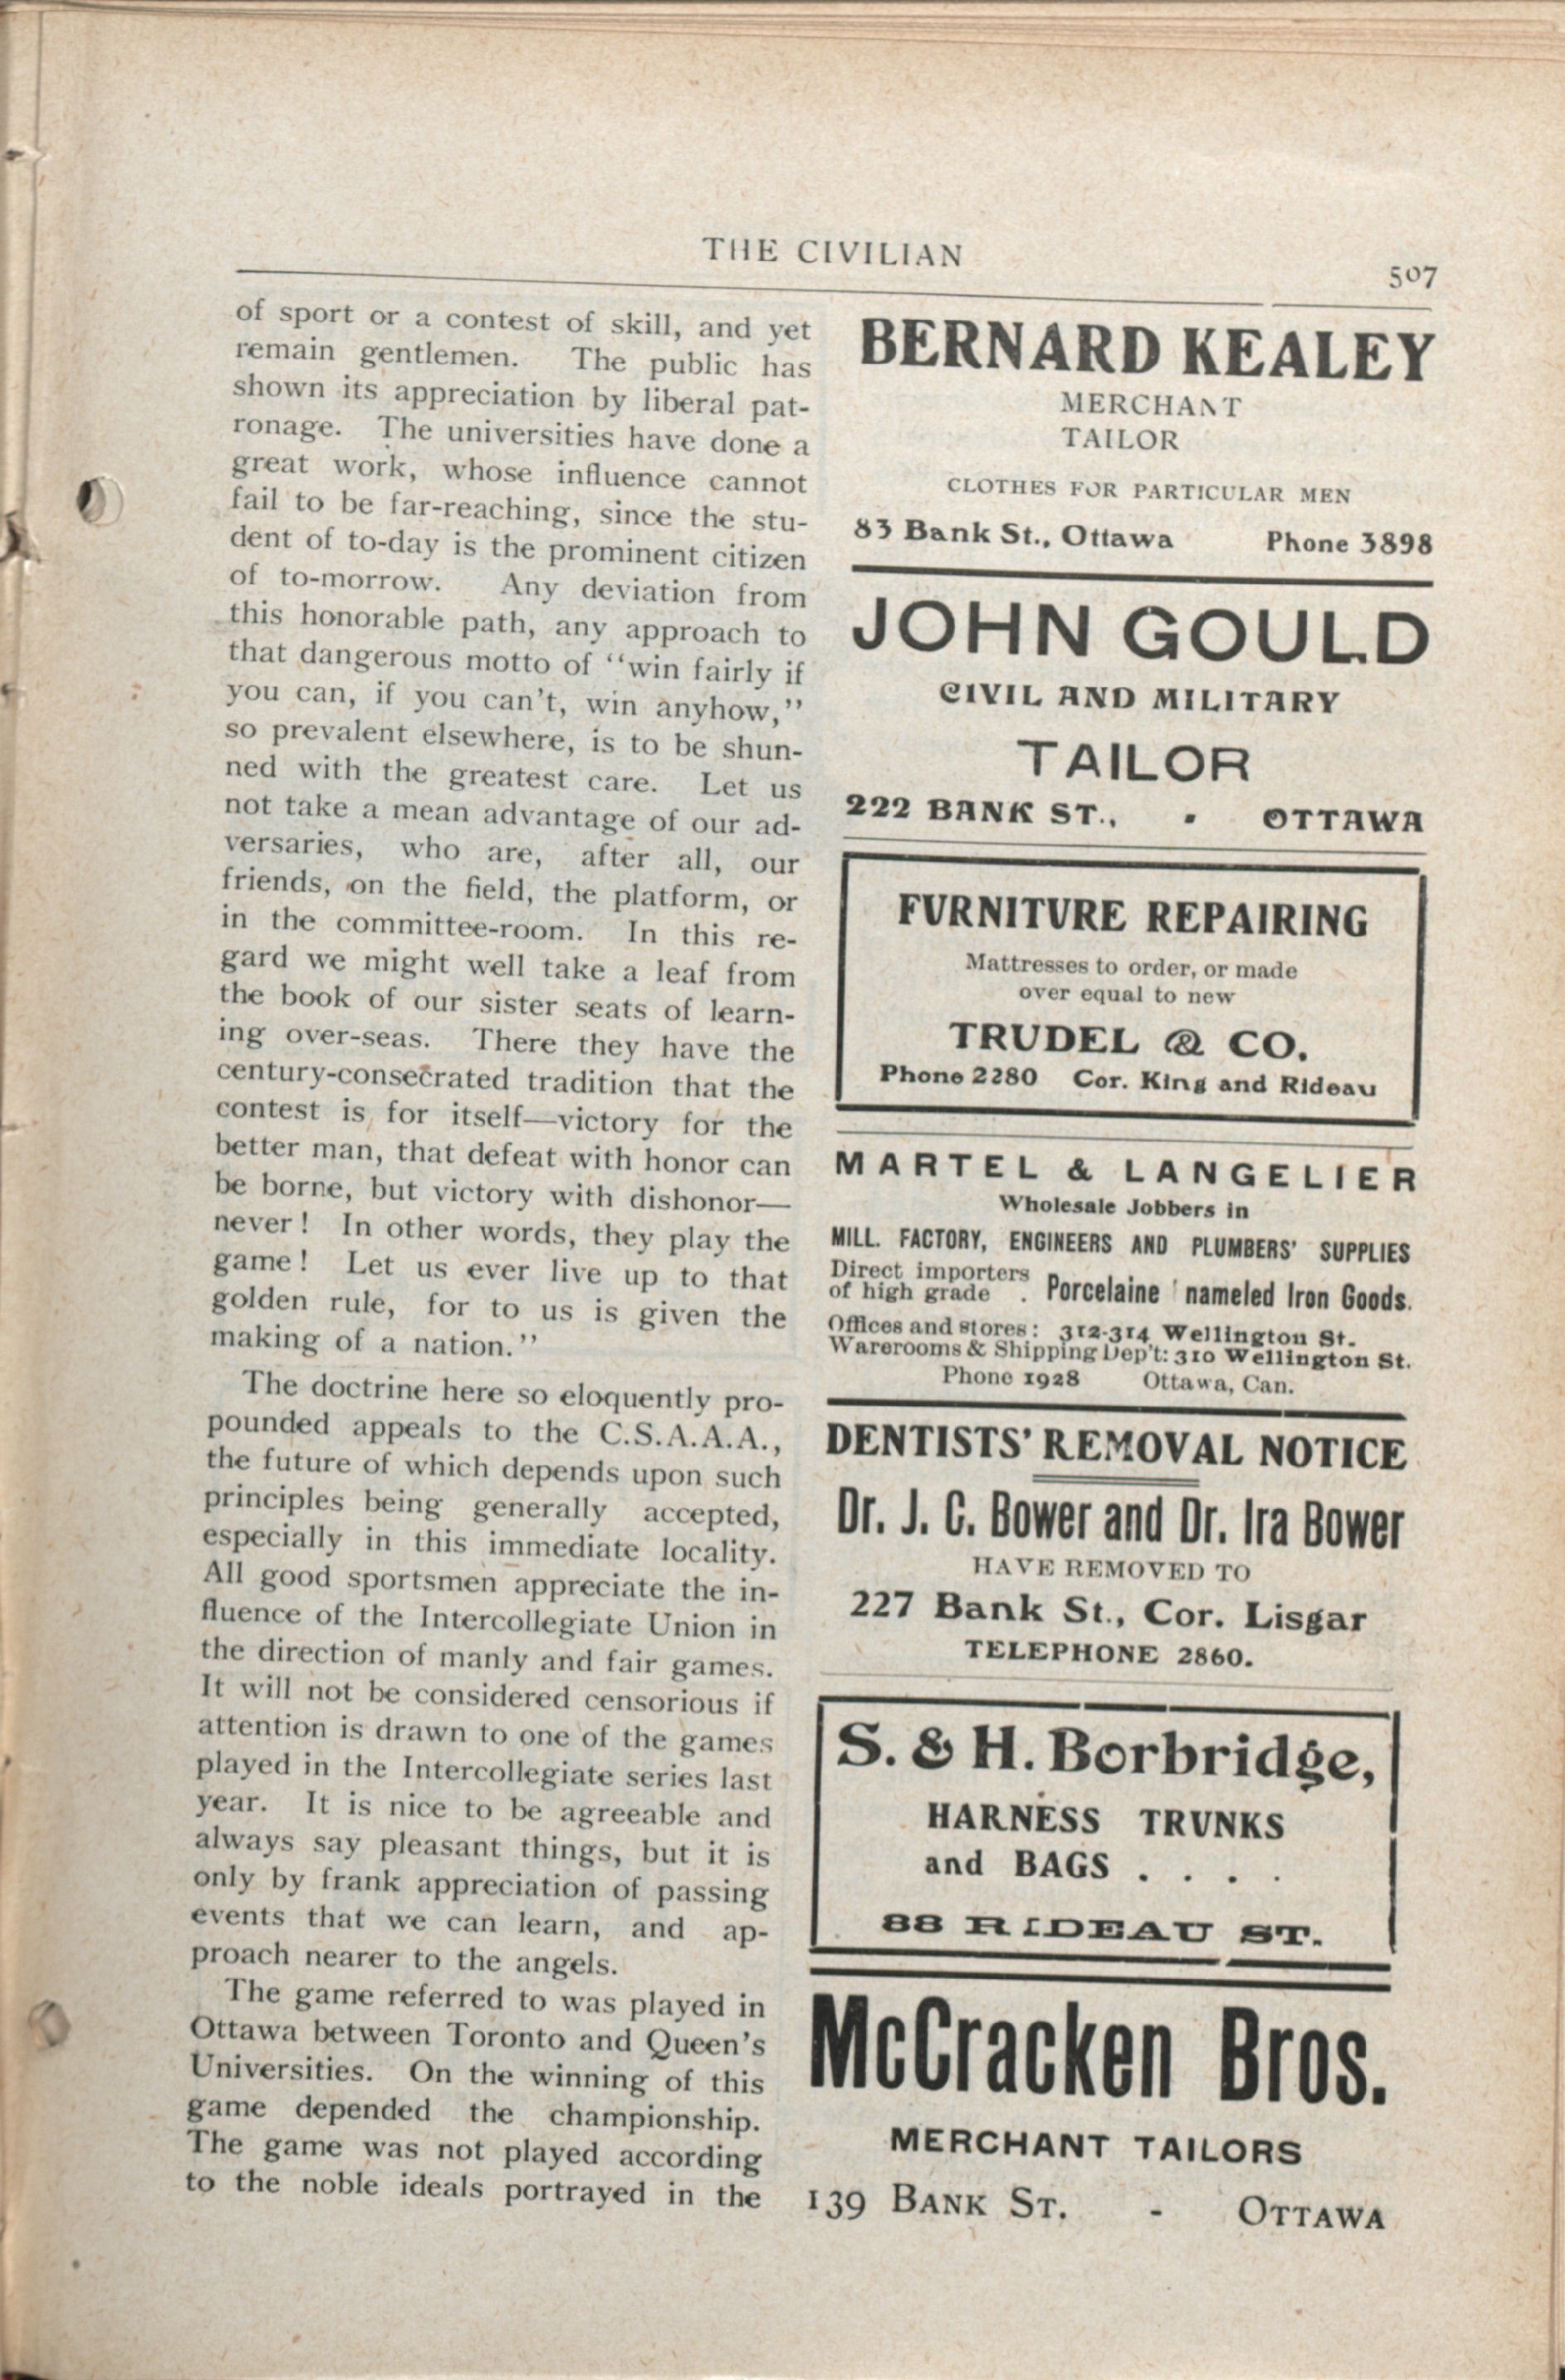 THE CIVILIAN
507
of sport or a contest of skill, and yet
remain gentlemen. The public has
shown its appreciation by liberal pat-
ronage. The universities have done a
great work, whose influence cannot
fail to be far-reaching, since the stu-
dent of to-day is the prominent citizen
of to-morrow. Any deviation from
this honorable path, any approach to
that dangerous motto of "win fairly if
you can, if you can't, win anyhow,"
so prevalent elsewhere, is to be shun-
ned with the greatest care. Let us
not take a mean advantage of our ad-
versaries, who are, after all, our
friends, on the field, the platform, or
in the committee-room. In this re-
gard we might well take a leaf from
the book of our sister seats of learn-
ing over-seas. There they have the
century-consecrated tradition that the
contest is for itself—victory for the
better man, that defeat with honor can
be borne, but victory with dishonor—
never! In other words, they play the
game! Let us ever live up to that
golden rule, for to us is given the
making of a nation."
The doctrine here so eloquently pro-
pounded appeals to the C.S.A.A.A.,
the future of which depends upon such
principles being generally accepted,
especially in this immediate locality.
All good sportsmen appreciate the in-
fluence of the Intercollegiate Union in
the direction of manly and fair games.
It will not be considered censorious if
attention is drawn to one of the games
played in the Intercollegiate series last
year. It is nice to be agreeable and
always say pleasant things, but it is
only by frank appreciation of passing
events that we can learn, and ap-
proach nearer to the angels.
The game referred to was played in
Ottawa between Toronto and Queen's
Universities. On the winning of this
game depended the championship.
The game was not played according
to the noble ideals portrayed in the
BERNARD KEALEY
MERCHANT
TAILOR
CLOTHES FOR PARTICULAR MEN
83 Bank St., Ottawa Phone 3898
JOHN GOULD
CIVIL AND MILITARY
TAILOR
222 BANK ST., - OTTAWA
FURNITURE REPAIRING
Mattresses to order, or made
over equal to new
TRUDEL & CO.
Phone 2280 Cor. King and Rideau
MARTEL & LANGELIER
Wholesale Jobbers in
MILL. FACTORY, ENGINEERS AND PLUMBERS' SUPPLIES
Direct importers
of high grade . Porcelaine 'nameled Iron Goods.
Offices and stores: 312-314 Wellington St.
Warerooms & Shipping Dep't: 310 Wellington St.
Phone 1928 Ottawa, Can.
DENTISTS' REMOVAL NOTICE
Dr. J. C. Bower and Dr. Ira Bower
HAVE REMOVED TO
227 Bank St., Cor. Lisgar
TELEPHONE 2860.
S. & H. Borbridge,
HARNESS TRUNKS
and BAGS . . . .
88 RIDEAU ST.
McCracken Bros.
MERCHANT TAILORS
139 BANK ST. - OTTAWA